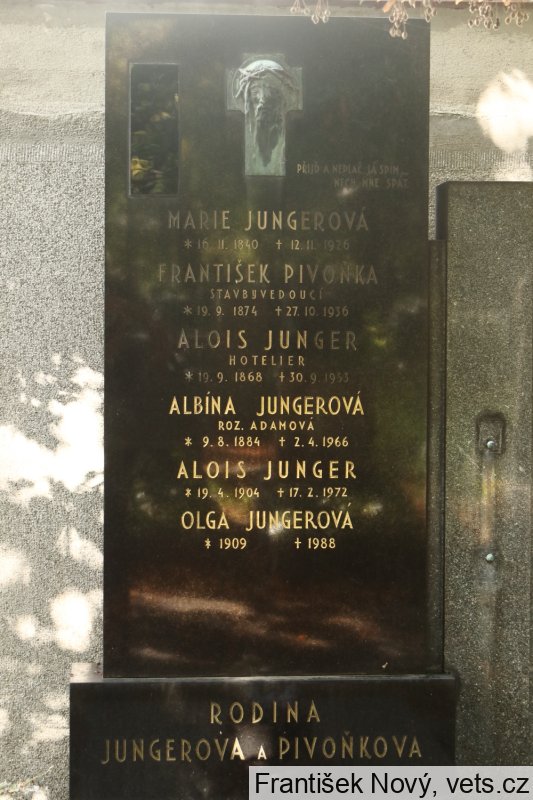 PŘIJĎ A NEPLAČ, JÁ SPÍM,
NECH MNE SPÁT.
MARIE JUNGEROVÁ
* 16. 11. 1840 † 12. 11. 1926
FRANTIŠEK PIVOŇKA
STAVBYVEDOUCÍ
* 19. 9. 1874 † 27. 10. 1936
ALOIS JUNGER
HOTELIER
* 19. 9. 1868 † 30. 9. 1953
ALBÍNA JUNGEROVÁ
ROZ. ADAMOVÁ
* 9. 8. 1884 † 2. 4. 1966
ALOIS JUNGER
* 19. 4. 1904 † 17. 2. 1972
OLGA JUNGEROVÁ
* 1909 † 1988
RODINA
JUNGEROVA A PIVOŇKOVA
František Nový, vets.cz